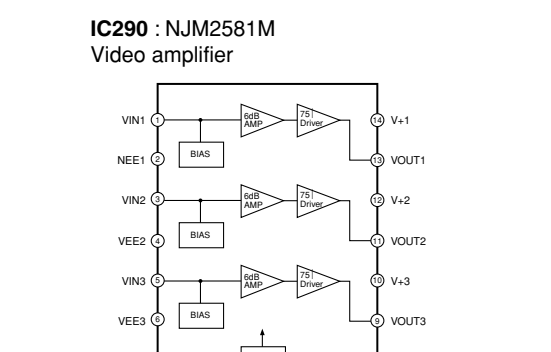 IC290 : NJM2581M
Video amplifier
VIN1 1 6dB AMP 75| Driver 14 V+1
NEE1 2 BIAS 13 VOUT1
VIN2 3 6dB AMP 75| Driver 12 V+2
VEE2 4 BIAS 11 VOUT2
VIN3 5 6dB AMP 75| Driver 10 V+3
VEE3 6 BIAS 9 VOUT3